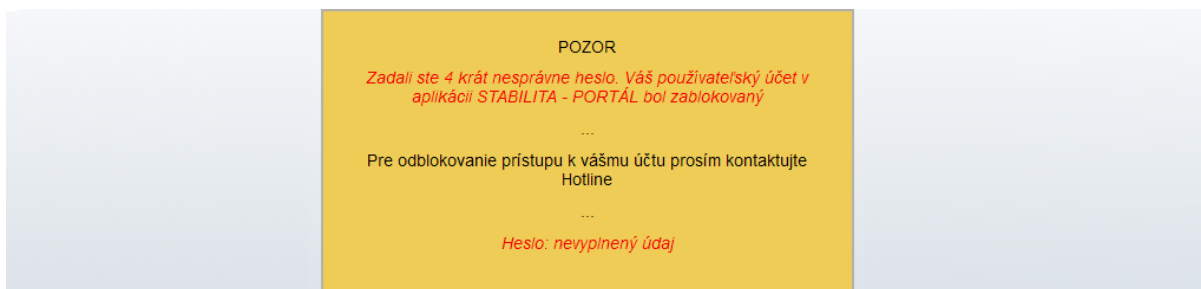 POZOR
Zadali ste 4 krát nesprávne heslo. Váš používateľský účet v
aplikácii STABILITA - PORTÁL bol zablokovaný
...
Pre odblokovanie prístupu k vášmu účtu prosím kontaktujte
Hotline
...
Heslo: nevyplnený údaj